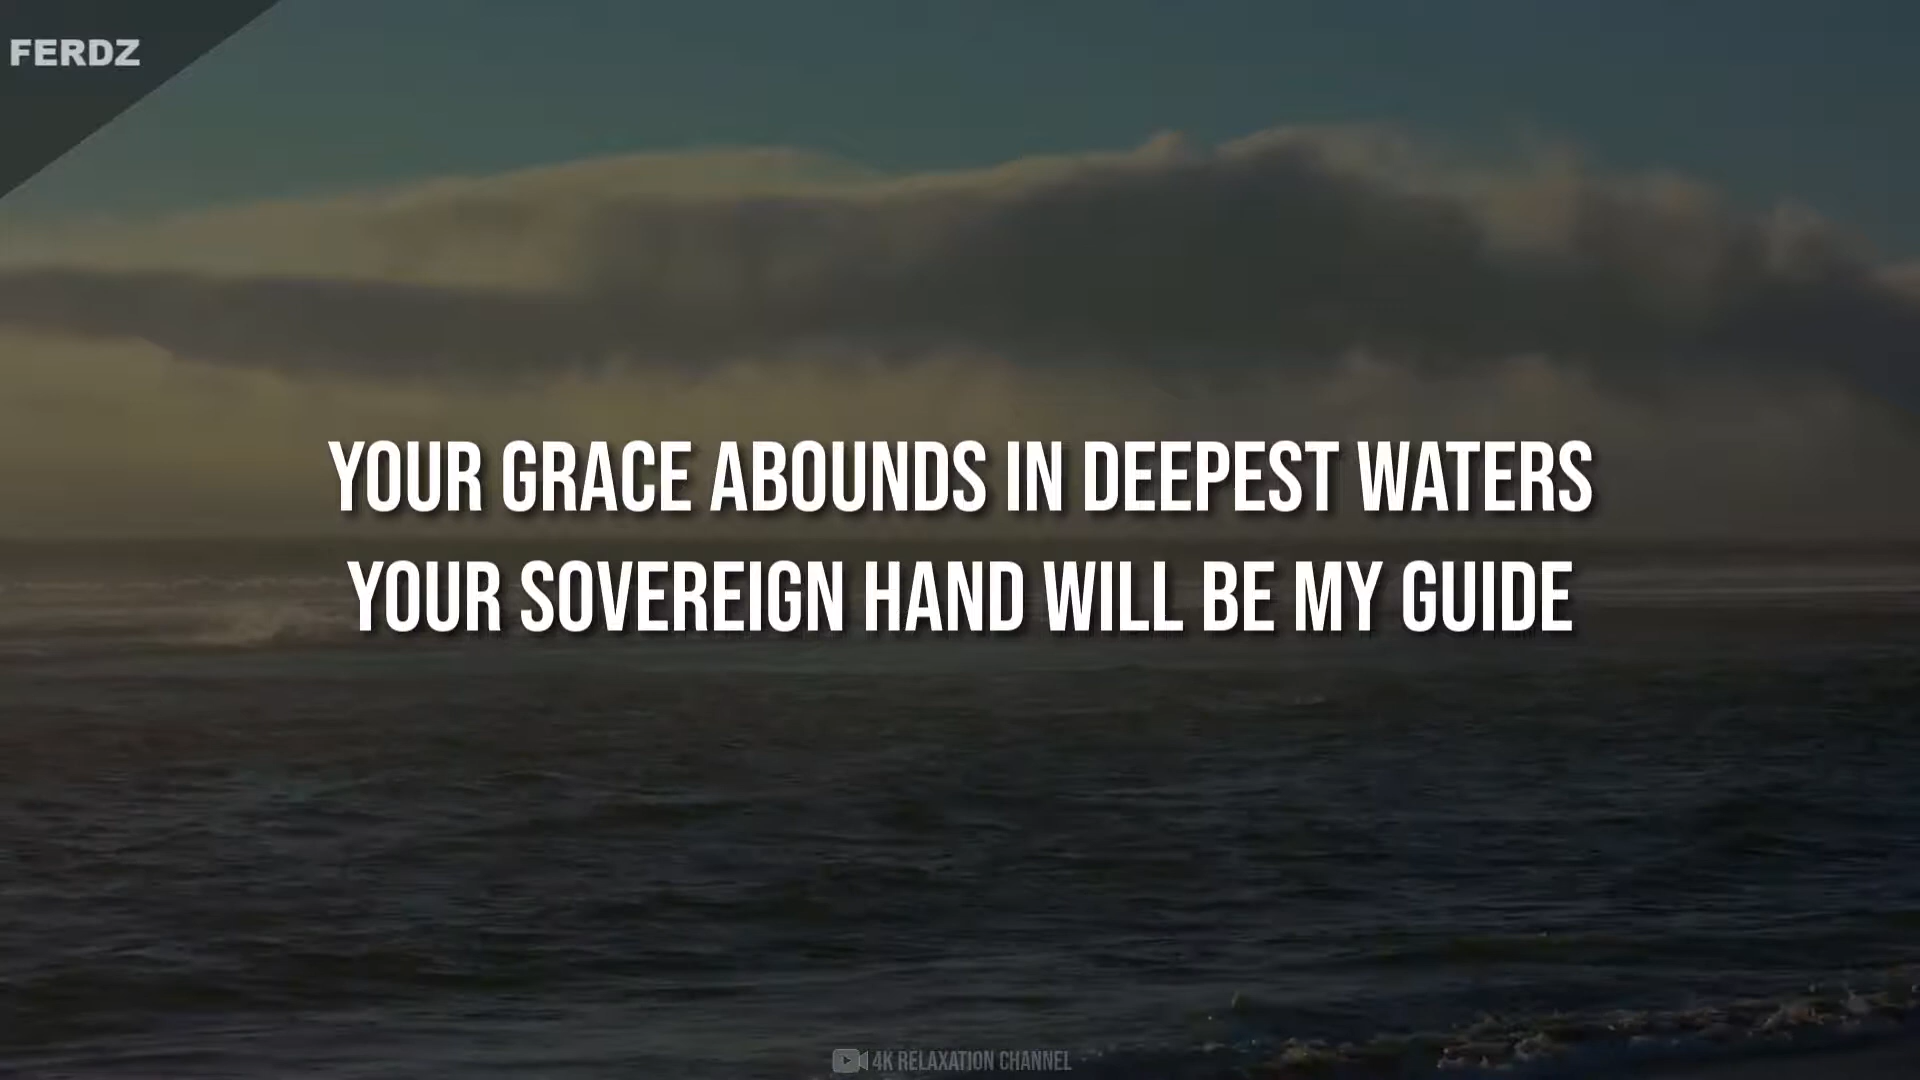 FERDZ
YOUR GRACE ABOUNDS IN DEEPEST WATERS
YOUR SOVEREIGN HAND WILL BE MY GUIDE
4K RELAXATION CHANNEL